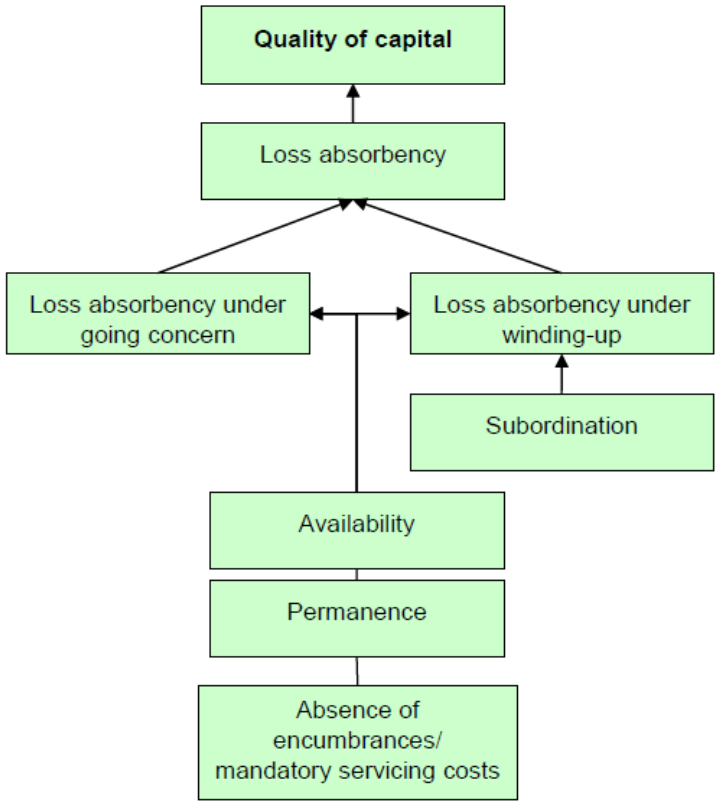 Quality of capital
Loss absorbency
Loss absorbency under
going concern
Loss absorbency under
winding-up
Subordination
Availability
Permanence
Absence of
encumbrances/
mandatory servicing costs